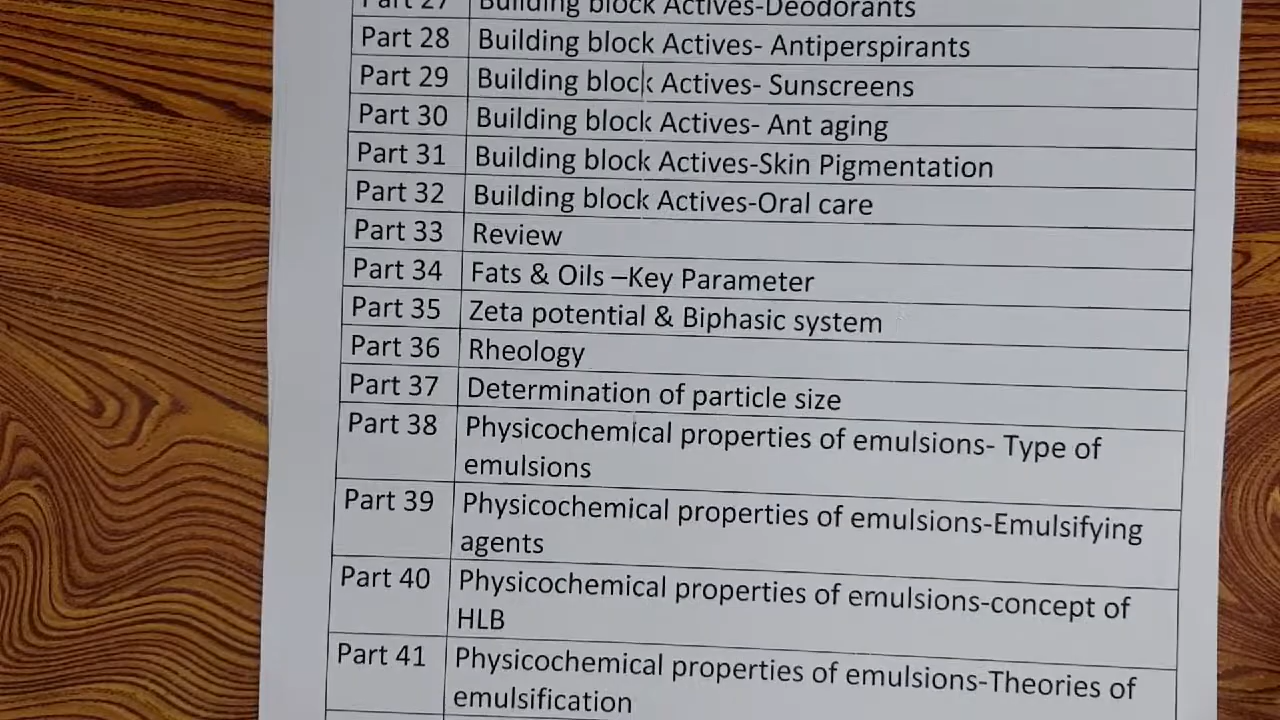 Part 27 Building block Actives-Deodorants
Part 28 Building block Actives- Antiperspirants
Part 29 Building block Actives- Sunscreens
Part 30 Building block Actives- Ant aging
Part 31 Building block Actives-Skin Pigmentation
Part 32 Building block Actives-Oral care
Part 33 Review
Part 34 Fats & Oils –Key Parameter
Part 35 Zeta potential & Biphasic system
Part 36 Rheology
Part 37 Determination of particle size
Part 38 Physicochemical properties of emulsions- Type of
emulsions
Part 39 Physicochemical properties of emulsions-Emulsifying
agents
Part 40 Physicochemical properties of emulsions-concept of
HLB
Part 41 Physicochemical properties of emulsions-Theories of
emulsification